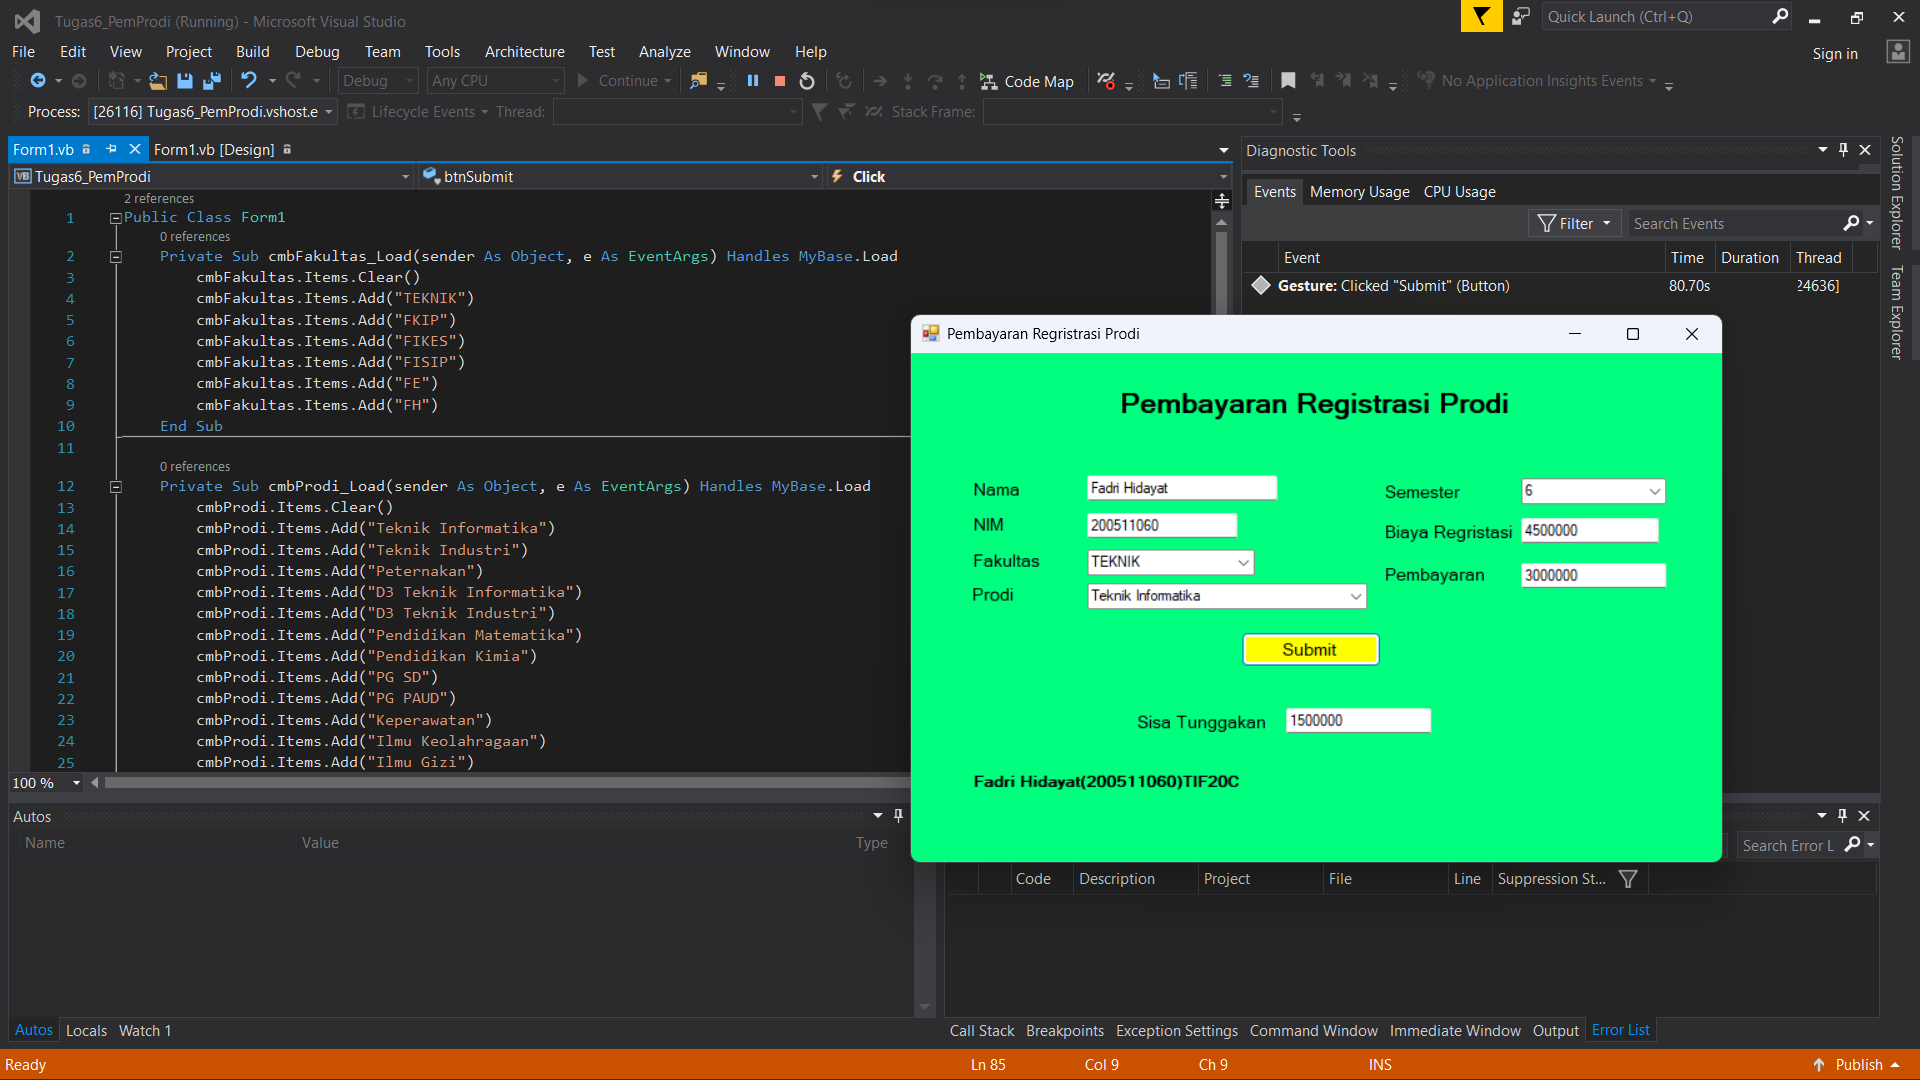 Tugas6_PemProdi (Running) - Microsoft Visual Studio
Quick Launch (Ctrl+Q)
File Edit View Project Build Debug Team Tools Architecture Test Analyze Window Help
Sign in
Debug Any CPU Continue Code Map No Application Insights Events
Process: [26116] Tugas6_PemProdi.vshost.e Lifecycle Events Thread: Stack Frame:
Form1.vb Form1.vb [Design]
Tugas6_PemProdi btnSubmit Click
2 references
1 Public Class Form1
0 references
2 Private Sub cmbFakultas_Load(sender As Object, e As EventArgs) Handles MyBase.Load
3 cmbFakultas.Items.Clear()
4 cmbFakultas.Items.Add("TEKNIK")
5 cmbFakultas.Items.Add("FKIP")
6 cmbFakultas.Items.Add("FIKES")
7 cmbFakultas.Items.Add("FISIP")
8 cmbFakultas.Items.Add("FE")
9 cmbFakultas.Items.Add("FH")
10 End Sub
11
0 references
12 Private Sub cmbProdi_Load(sender As Object, e As EventArgs) Handles MyBase.Load
13 cmbProdi.Items.Clear()
14 cmbProdi.Items.Add("Teknik Informatika")
15 cmbProdi.Items.Add("Teknik Industri")
16 cmbProdi.Items.Add("Peternakan")
17 cmbProdi.Items.Add("D3 Teknik Informatika")
18 cmbProdi.Items.Add("D3 Teknik Industri")
19 cmbProdi.Items.Add("Pendidikan Matematika")
20 cmbProdi.Items.Add("Pendidikan Kimia")
21 cmbProdi.Items.Add("PG SD")
22 cmbProdi.Items.Add("PG PAUD")
23 cmbProdi.Items.Add("Keperawatan")
24 cmbProdi.Items.Add("Ilmu Keolahragaan")
25 cmbProdi.Items.Add("Ilmu Gizi")
100 %
Diagnostic Tools
Events Memory Usage CPU Usage
Filter Search Events
Event Time Duration Thread
Gesture: Clicked "Submit" (Button) 80.70s 24636]
Solution Explorer
Team Explorer
Pembayaran Regristrasi Prodi
Pembayaran Registrasi Prodi
Nama Fadri Hidayat
NIM 200511060
Fakultas TEKNIK
Prodi Teknik Informatika
Semester 6
Biaya Regristasi 4500000
Pembayaran 3000000
Submit
Sisa Tunggakan 1500000
Fadri Hidayat(200511060)TIF20C
Autos
Name Value Type
Search Error L
Code Description Project File Line Suppression St...
Autos Locals Watch 1
Call Stack Breakpoints Exception Settings Command Window Immediate Window Output Error List
Ready Ln 85 Col 9 Ch 9 INS Publish